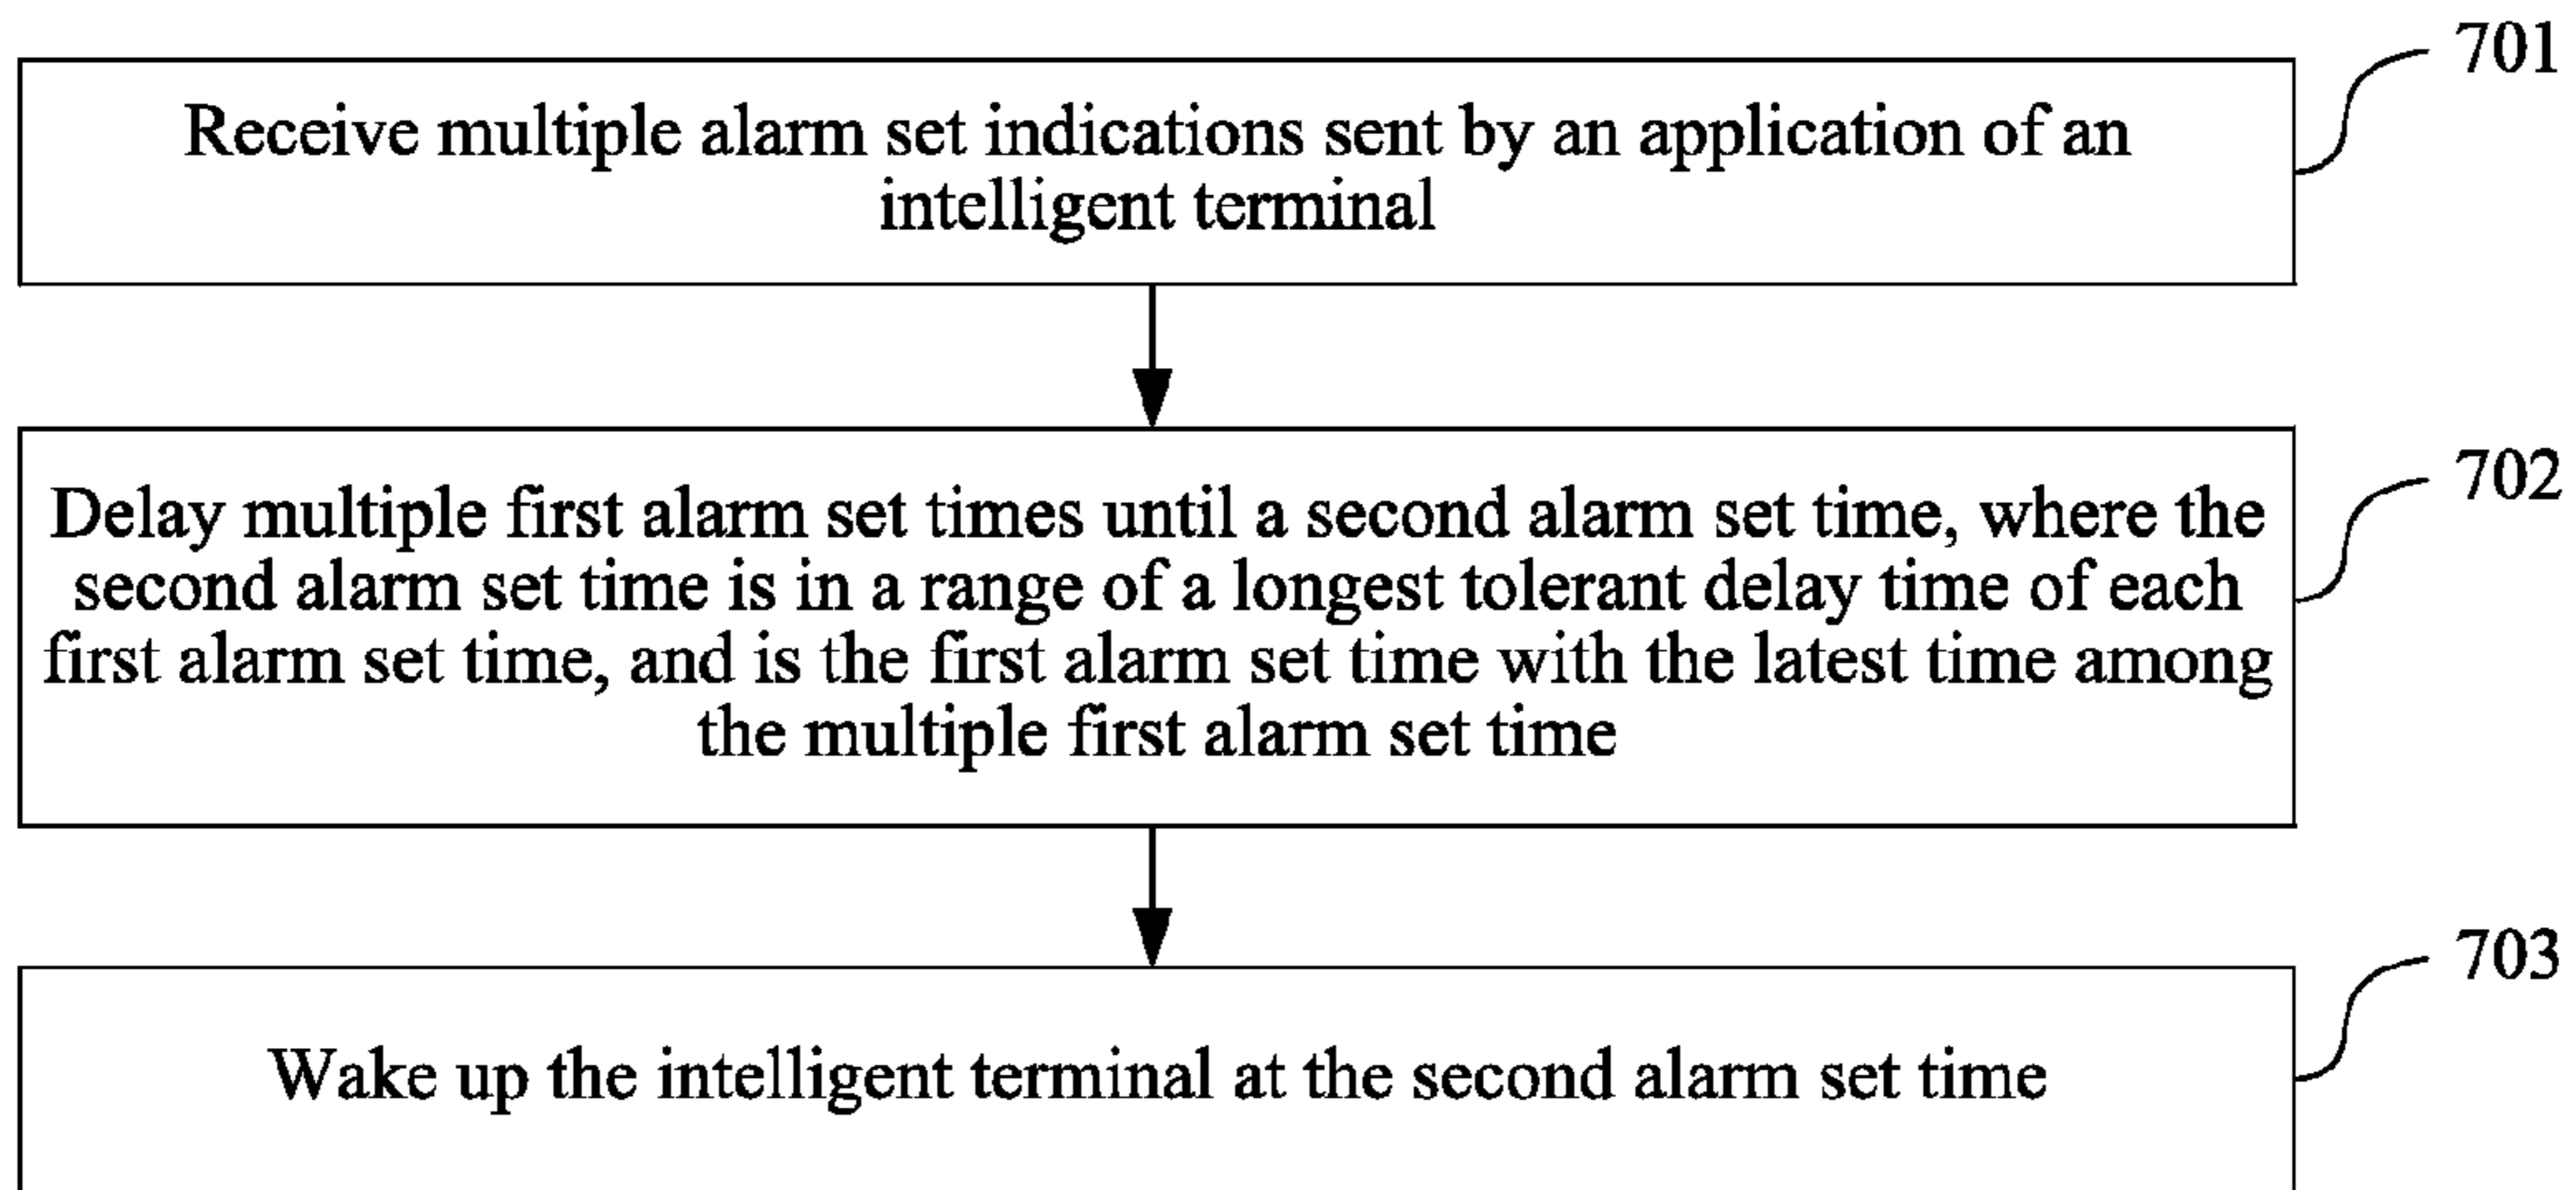 701
Receive multiple alarm set indications sent by an application of an
intelligent terminal
702
Delay multiple first alarm set times until a second alarm set time, where the
second alarm set time is in a range of a longest tolerant delay time of each
first alarm set time, and is the first alarm set time with the latest time among
the multiple first alarm set time
703
Wake up the intelligent terminal at the second alarm set time